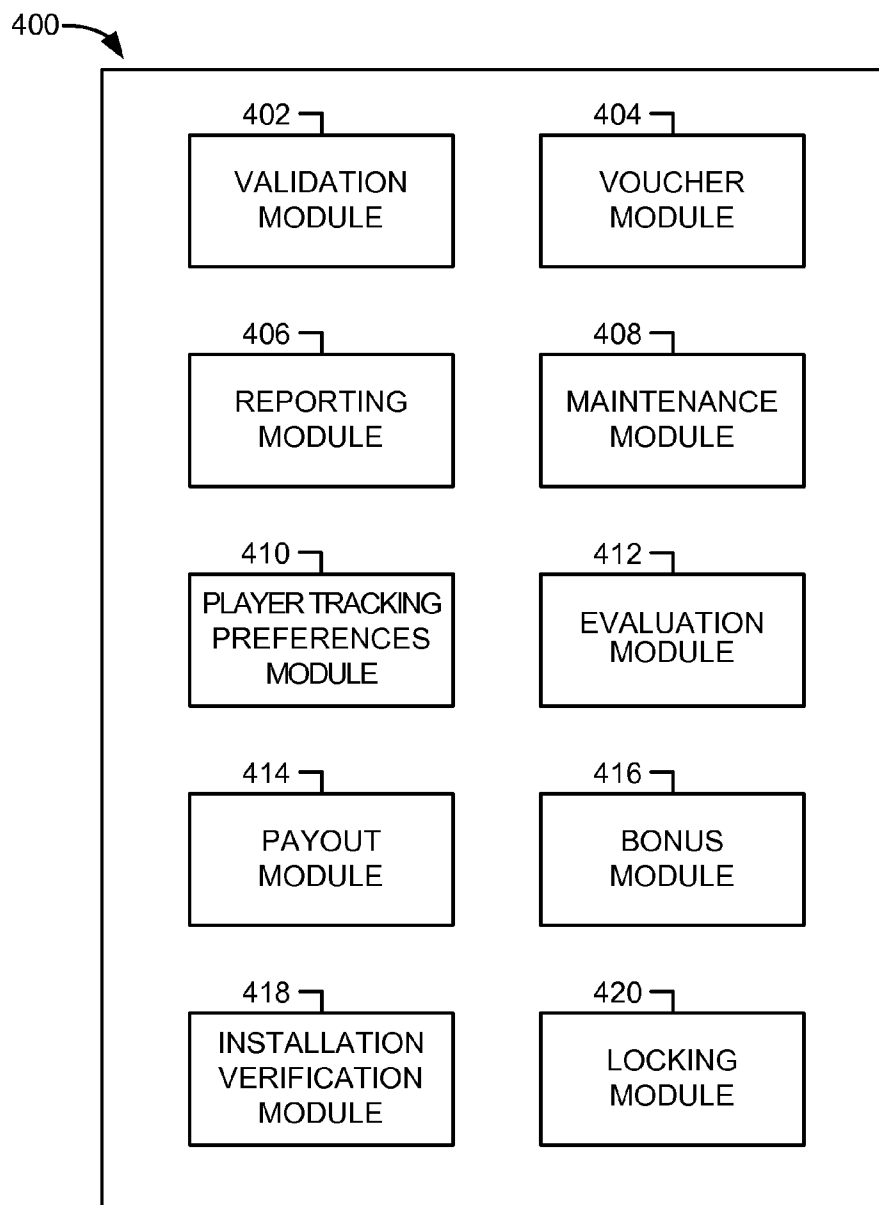 400
402
VALIDATION
MODULE
404
VOUCHER
MODULE
406
REPORTING
MODULE
408
MAINTENANCE
MODULE
410
PLAYER TRACKING
PREFERENCES
MODULE
412
EVALUATION
MODULE
414
PAYOUT
MODULE
416
BONUS
MODULE
418
INSTALLATION
VERIFICATION
MODULE
420
LOCKING
MODULE